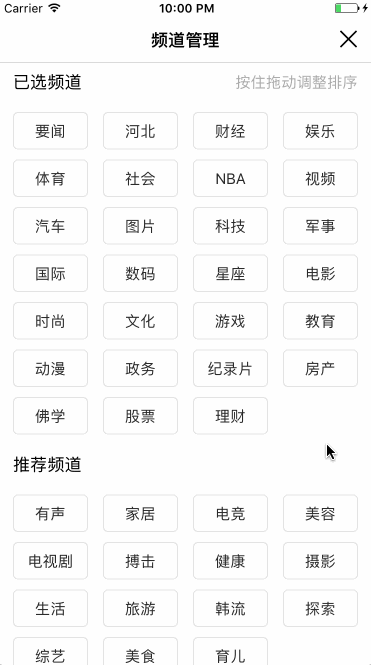 Carrier 10:00 PM
频道管理
已选频道 按住拖动调整排序
要闻 河北 财经 娱乐
体育 社会 NBA 视频
汽车 图片 科技 军事
国际 数码 星座 电影
时尚 文化 游戏 教育
动漫 政务 纪录片 房产
佛学 股票 理财
推荐频道
有声 家居 电竞 美容
电视剧 搏击 健康 摄影
生活 旅游 韩流 探索
综艺 美食 育儿